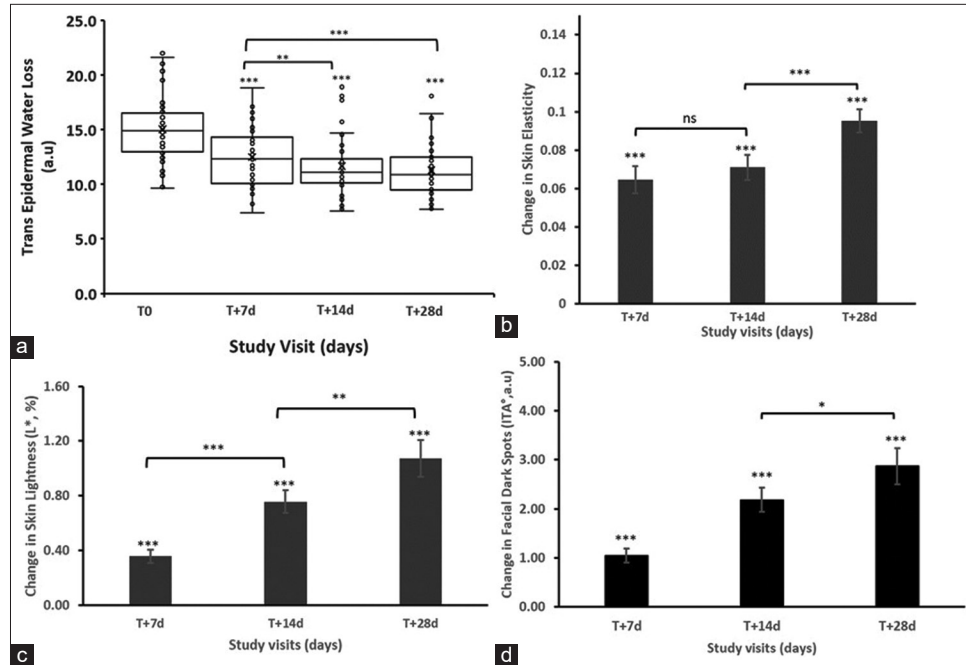 Trans Epidermal Water Loss
(a.u)
25.0
20.0
15.0
10.0
5.0
0.0
***
**
***
***
***
T0
T+7d
T+14d
T+28d
Study Visit (days)
a
Change in Skin Elasticity
0.14
0.12
0.1
0.08
0.06
0.04
0.02
0
ns
***
***
***
***
T+7d
T+14d
T+28d
Study visits (days)
b
Change in Skin Lightness (L*, %)
1.60
1.20
0.80
0.40
0.00
***
**
***
***
***
T+7d
T+14d
T+28d
Study visits (days)
c
Change in Facial Dark Spots (ITA°,a.u)
5.00
4.00
3.00
2.00
1.00
0.00
*
***
***
***
T+7d
T+14d
T+28d
Study visits (days)
d